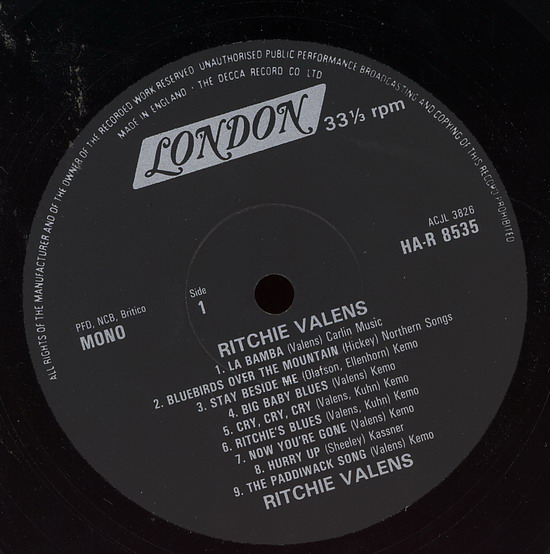 ALL RIGHTS OF THE MANUFACTURER AND OF THE OWNER OF THE RECORDED WORK RESERVED UNAUTHORISED PUBLIC PERFORMANCE BROADCASTING AND COPYING OF THIS RECORD PROHIBITED
MADE IN ENGLAND · THE DECCA RECORD CO LTD
LONDON
33⅓ rpm
ACJL 3826
HA-R 8535
Side
1
PFD, NCB, Britico
MONO
RITCHIE VALENS
1. LA BAMBA (Valens) Carlin Music
2. BLUEBIRDS OVER THE MOUNTAIN (Hickey) Northern Songs
3. STAY BESIDE ME (Olafson, Ellenhorn) Kemo
4. BIG BABY BLUES (Valens) Kemo
5. CRY, CRY, CRY (Valens, Kuhn) Kemo
6. RITCHIE'S BLUES (Valens, Kuhn) Kemo
7. NOW YOU'RE GONE (Valens) Kemo
8. HURRY UP (Sheeley) Kassner
9. THE PADDIWACK SONG (Valens) Kemo
RITCHIE VALENS